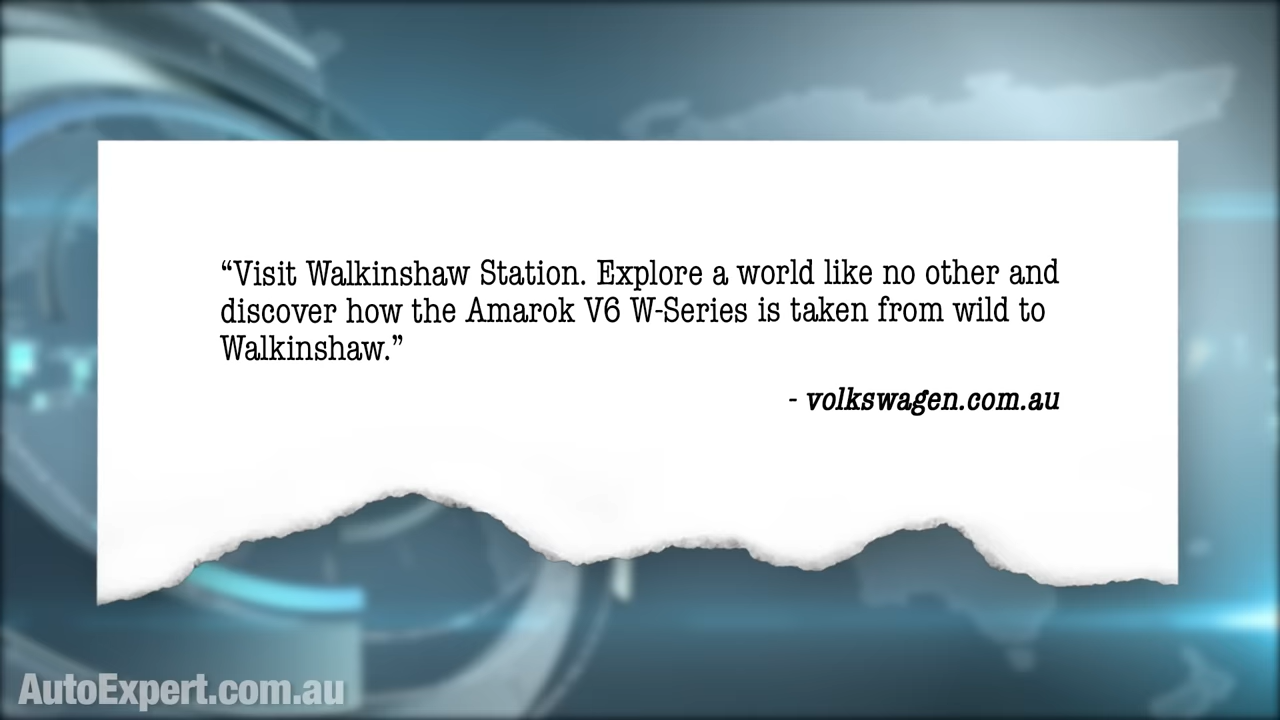 “Visit Walkinshaw Station. Explore a world like no other and
discover how the Amarok V6 W-Series is taken from wild to
Walkinshaw.”
- volkswagen.com.au
AutoExpert.com.au